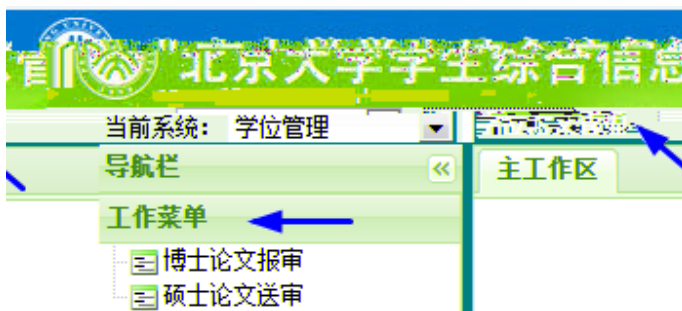 北京大学学生综合信息
当前系统： 学位管理
导航栏
主工作区
工作菜单
博士论文报审
硕士论文送审